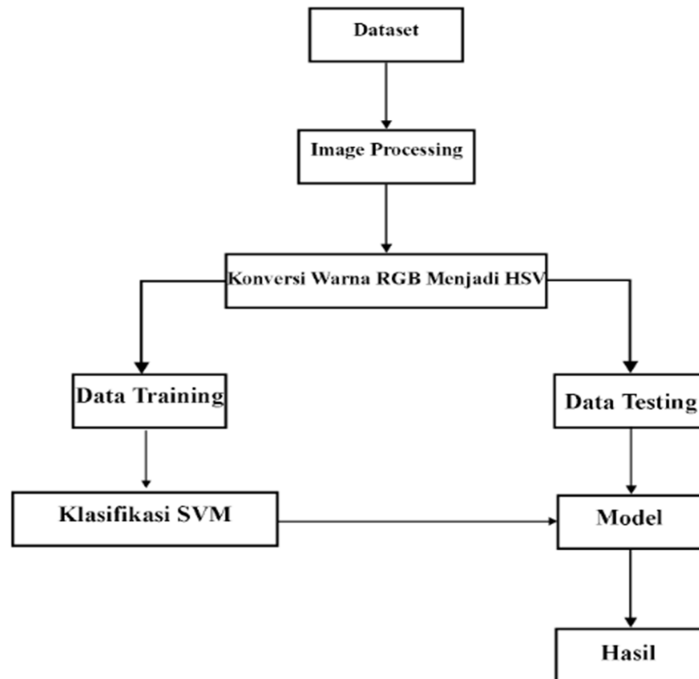 Dataset
Image Processing
Konversi Warna RGB Menjadi HSV
Data Training
Data Testing
Klasifikasi SVM
Model
Hasil